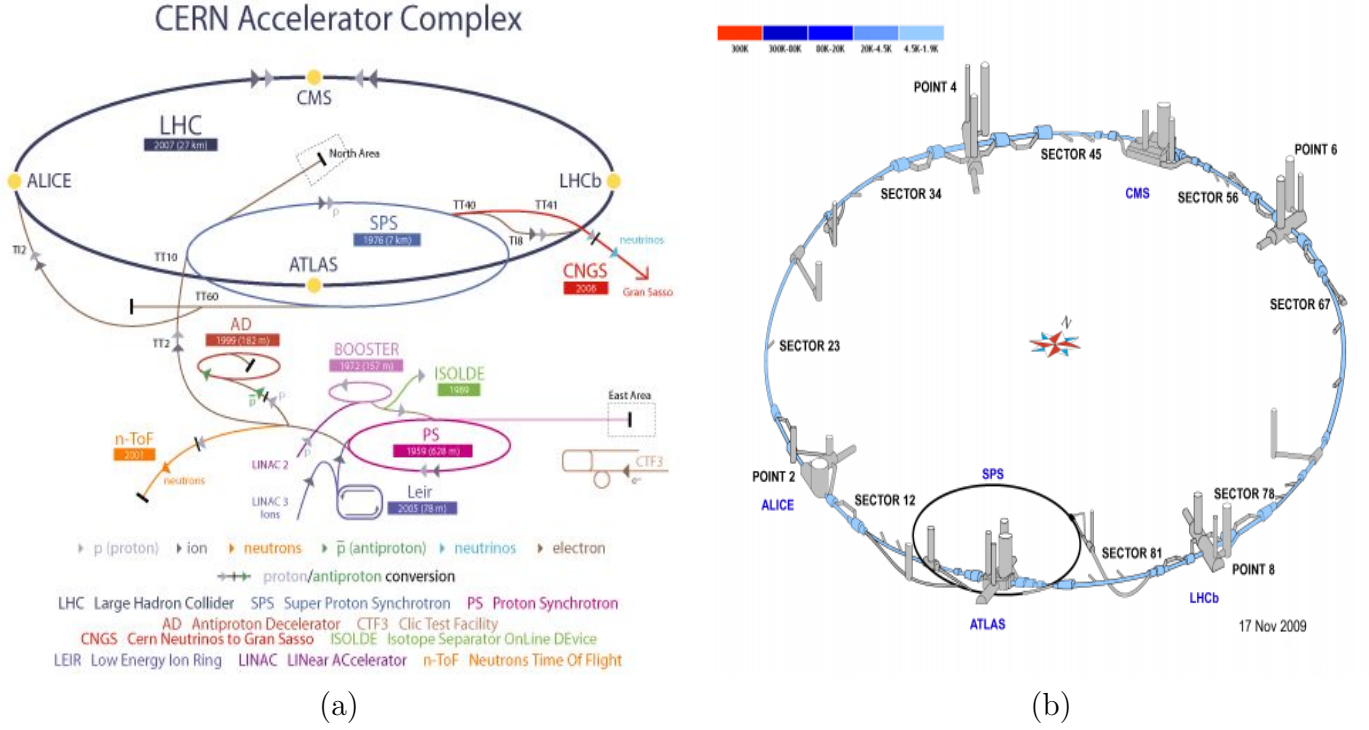 CERN Accelerator Complex
CMS
LHC
2007 (27 km)
North Area
ALICE
LHCb
TT40
TT41
SPS
1976 (7 km)
TI8
TI2
TT10
ATLAS
neutrinos
CNGS
2006
Gran Sasso
TT60
AD
1999 (182 m)
TT2
BOOSTER
1972 (157 m)
ISOLDE
1989
p
p
p̅
p
East Area
n-ToF
2001
PS
1959 (628 m)
p
LINAC 2
neutrons
CTF3
e-
LINAC 3
Ions
Leir
2005 (78 m)
p (proton) ion neutrons p̅ (antiproton) neutrinos electron
proton/antiproton conversion
LHC Large Hadron Collider SPS Super Proton Synchrotron PS Proton Synchrotron
AD Antiproton Decelerator CTF3 Clic Test Facility
CNGS Cern Neutrinos to Gran Sasso ISOLDE Isotope Separator OnLine DEvice
LEIR Low Energy Ion Ring LINAC LINear ACcelerator n-ToF Neutrons Time Of Flight
(a)
300K 300K-80K 80K-20K 20K-4.5K 4.5K-1.9K
POINT 4
SECTOR 45
POINT 6
SECTOR 34
CMS
SECTOR 56
N
SECTOR 67
SECTOR 23
POINT 2
ALICE
SPS
SECTOR 12
SECTOR 78
SECTOR 81
POINT 8
LHCb
ATLAS
17 Nov 2009
(b)